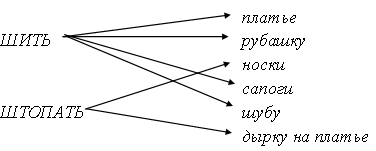 платье
ШИТЬ
рубашку
носки
сапоги
ШТОПАТЬ
шубу
дырку на платье